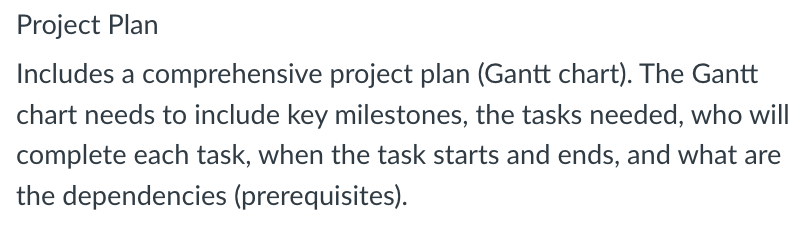 Project Plan
Includes a comprehensive project plan (Gantt chart). The Gantt
chart needs to include key milestones, the tasks needed, who will
complete each task, when the task starts and ends, and what are
the dependencies (prerequisites).